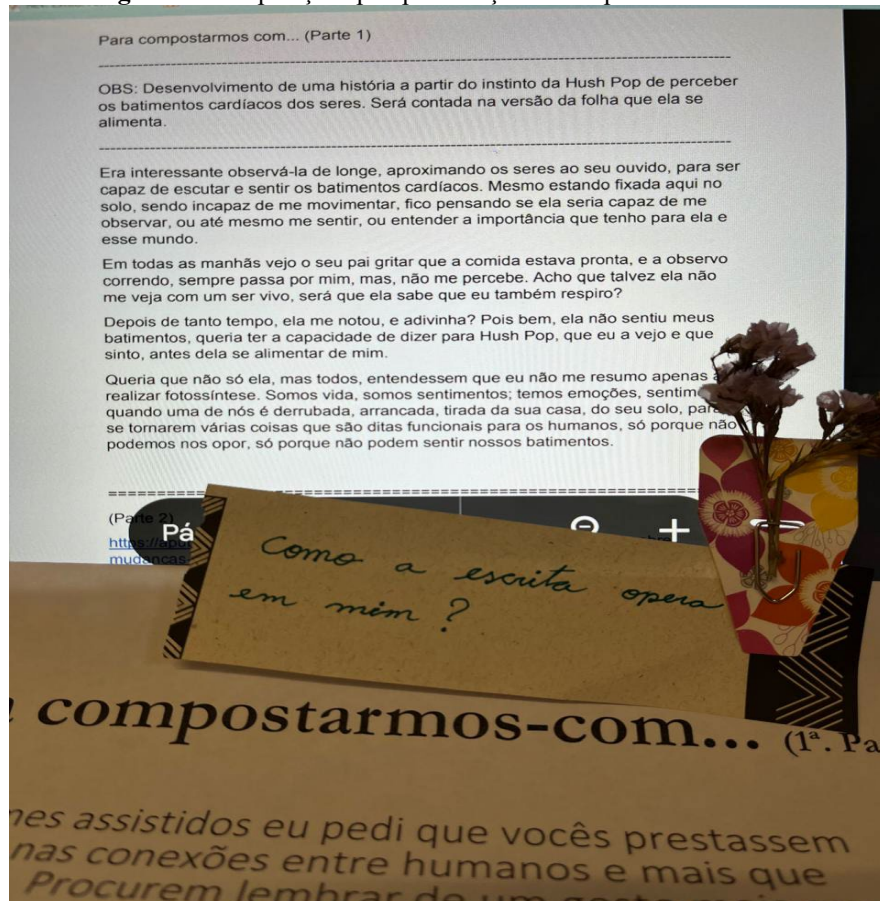 Para compostarmos com... (Parte 1)
OBS: Desenvolvimento de uma história a partir do instinto da Hush Pop de perceber
os batimentos cardíacos dos seres. Será contada na versão da folha que ela se
alimenta.
Era interessante observá-la de longe, aproximando os seres ao seu ouvido, para ser
capaz de escutar e sentir os batimentos cardíacos. Mesmo estando fixada aqui no
solo, sendo incapaz de me movimentar, fico pensando se ela seria capaz de me
observar, ou até mesmo me sentir, ou entender a importância que tenho para ela e
esse mundo.
Em todas as manhãs vejo o seu pai gritar que a comida estava pronta, e a observo
correndo, sempre passa por mim, mas, não me percebe. Acho que talvez ela não
me veja com um ser vivo, será que ela sabe que eu também respiro?
Depois de tanto tempo, ela me notou, e adivinha? Pois bem, ela não sentiu meus
batimentos, queria ter a capacidade de dizer para Hush Pop, que eu a vejo e que
sinto, antes dela se alimentar de mim.
Queria que não só ela, mas todos, entendessem que eu não me resumo apenas a
realizar fotossíntese. Somos vida, somos sentimentos; temos emoções,
quando uma de nós é derrubada, arrancada, tirada da sua casa, do seu solo,
se tornarem várias coisas que são ditas funcionais para os humanos, só porque não
podemos nos opor, só porque não podem sentir nossos batimentos.
(Parte 2)
Pá
Como a escrita opera
em mim?
compostarmos-com... (1ª. Pa
assistidos eu pedi que vocês prestassem
nas conexões entre humanos e mais que
Procurem lembrar de um gesto